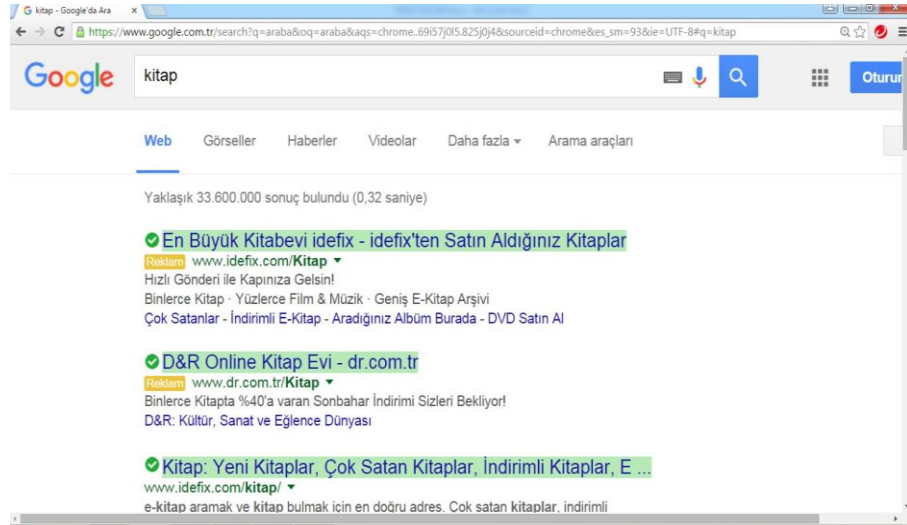 G kitap - Google'da Ara
https://www.google.com.tr/search?q=araba&oq=araba&aqs=chrome..69i57j0l5.825j0j4&sourceid=chrome&es_sm=93&ie=UTF-8#q=kitap
Google kitap Oturur
Web Görseller Haberler Videolar Daha fazla Arama araçları
Yaklaşık 33.600.000 sonuç bulundu (0,32 saniye)
En Büyük Kitabevi idefix - idefix'ten Satın Aldığınız Kitaplar
Reklam www.idefix.com/Kitap
Hızlı Gönderi ile Kapınıza Gelsin!
Binlerce Kitap · Yüzlerce Film & Müzik · Geniş E-Kitap Arşivi
Çok Satanlar - İndirimli E-Kitap - Aradığınız Albüm Burada - DVD Satın Al
D&R Online Kitap Evi - dr.com.tr
Reklam www.dr.com.tr/Kitap
Binlerce Kitapta %40'a varan Sonbahar İndirimi Sizleri Bekliyor!
D&R: Kültür, Sanat ve Eğlence Dünyası
Kitap: Yeni Kitaplar, Çok Satan Kitaplar, İndirimli Kitaplar, E ...
www.idefix.com/kitap/
e-kitap aramak ve kitap bulmak için en doğru adres. Çok satan kitaplar, indirimli